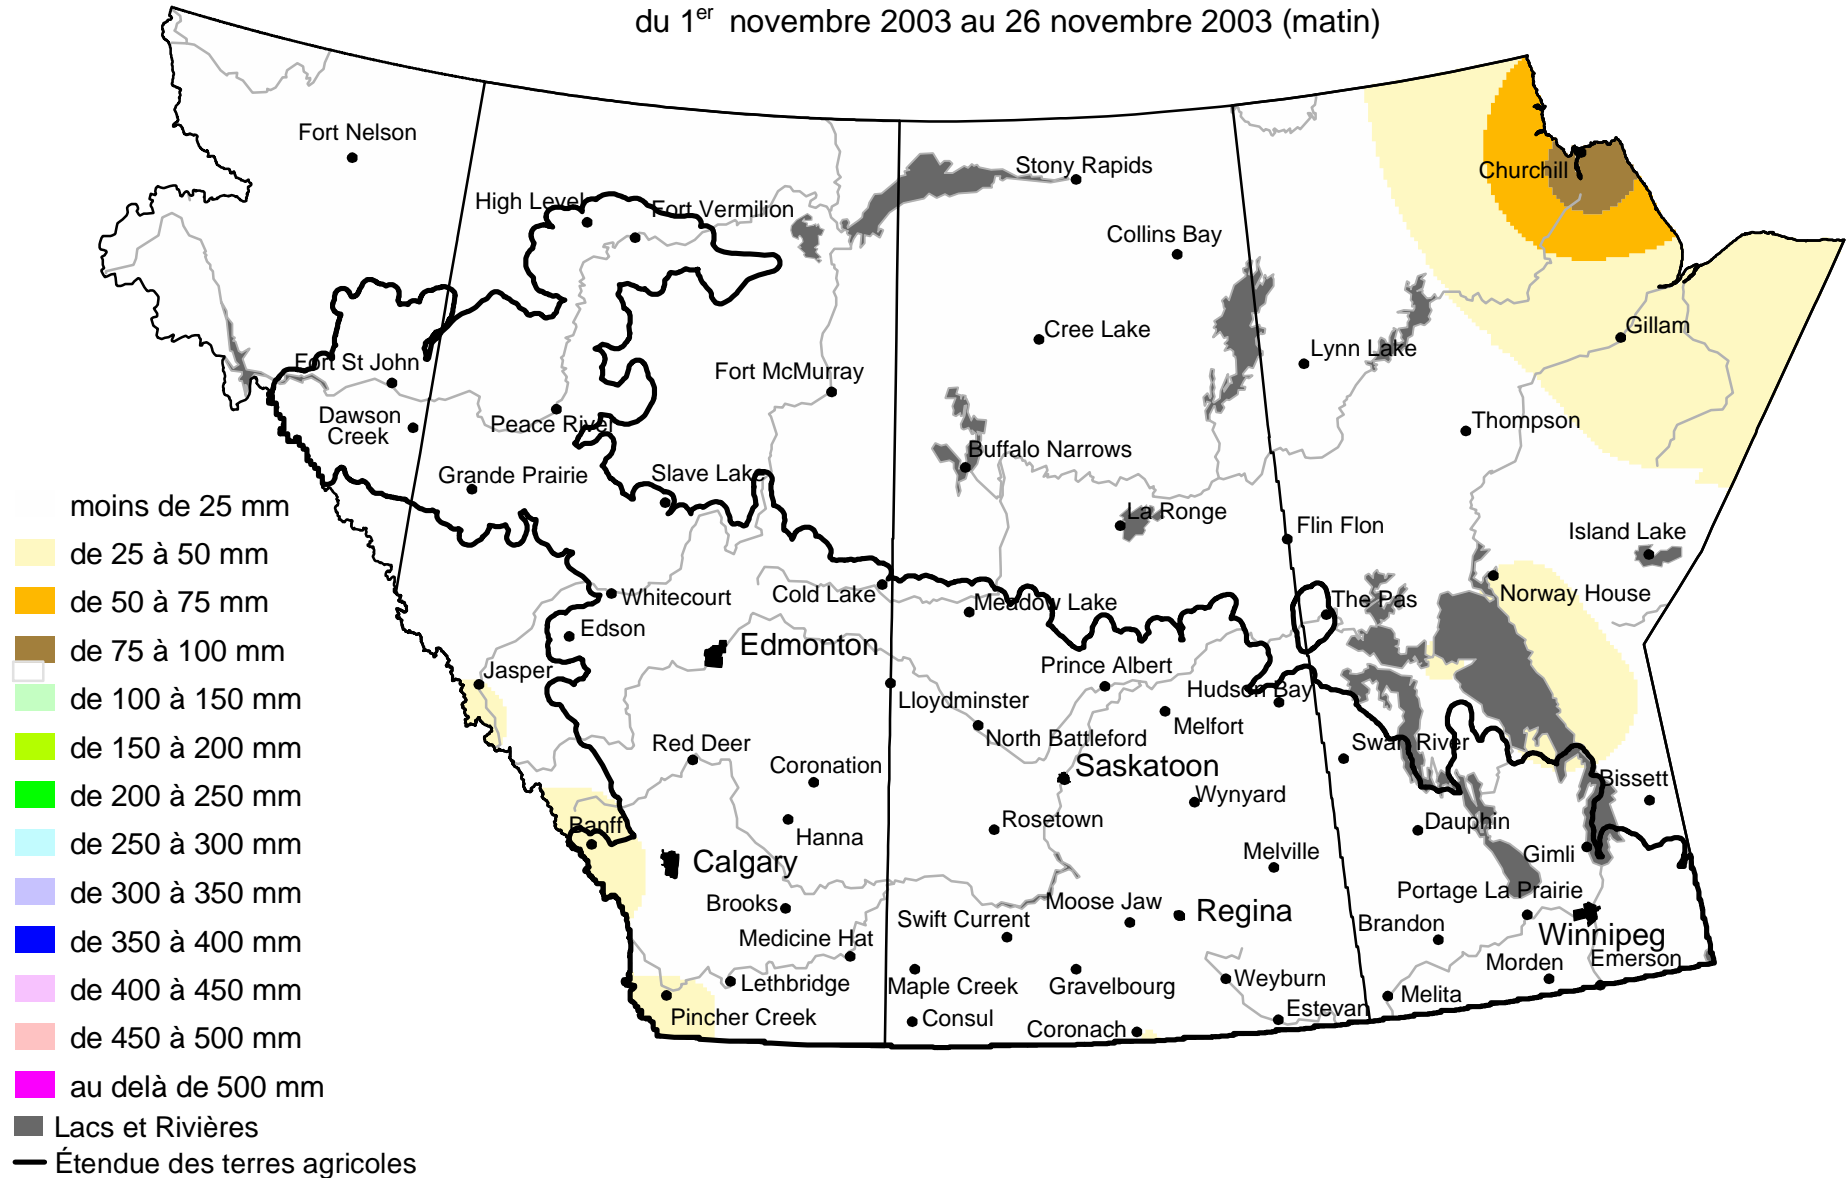 du 1er novembre 2003 au 26 novembre 2003 (matin)
Fort Nelson
Stony Rapids
Churchill
High Level
Fort Vermilion
Collins Bay
Gillam
Cree Lake
Lynn Lake
Fort St John
Fort McMurray
Dawson
Creek
Peace River
Thompson
Buffalo Narrows
Grande Prairie
Slave Lake
La Ronge
Flin Flon
Island Lake
Whitecourt
Cold Lake
Meadow Lake
The Pas
Norway House
Edson
Edmonton
Jasper
Prince Albert
Hudson Bay
Lloydminster
Melfort
North Battleford
Red Deer
Swan River
Coronation
Saskatoon
Bissett
Wynyard
Banff
Hanna
Rosetown
Dauphin
Calgary
Melville
Gimli
Portage La Prairie
Brooks
Swift Current
Moose Jaw
Regina
Brandon
Medicine Hat
Winnipeg
Emerson
Morden
Lethbridge
Maple Creek
Gravelbourg
Weyburn
Melita
Pincher Creek
Consul
Coronach
Estevan
moins de 25 mm
de 25 à 50 mm
de 50 à 75 mm
de 75 à 100 mm
de 100 à 150 mm
de 150 à 200 mm
de 200 à 250 mm
de 250 à 300 mm
de 300 à 350 mm
de 350 à 400 mm
de 400 à 450 mm
de 450 à 500 mm
au delà de 500 mm
Lacs et Rivières
Étendue des terres agricoles